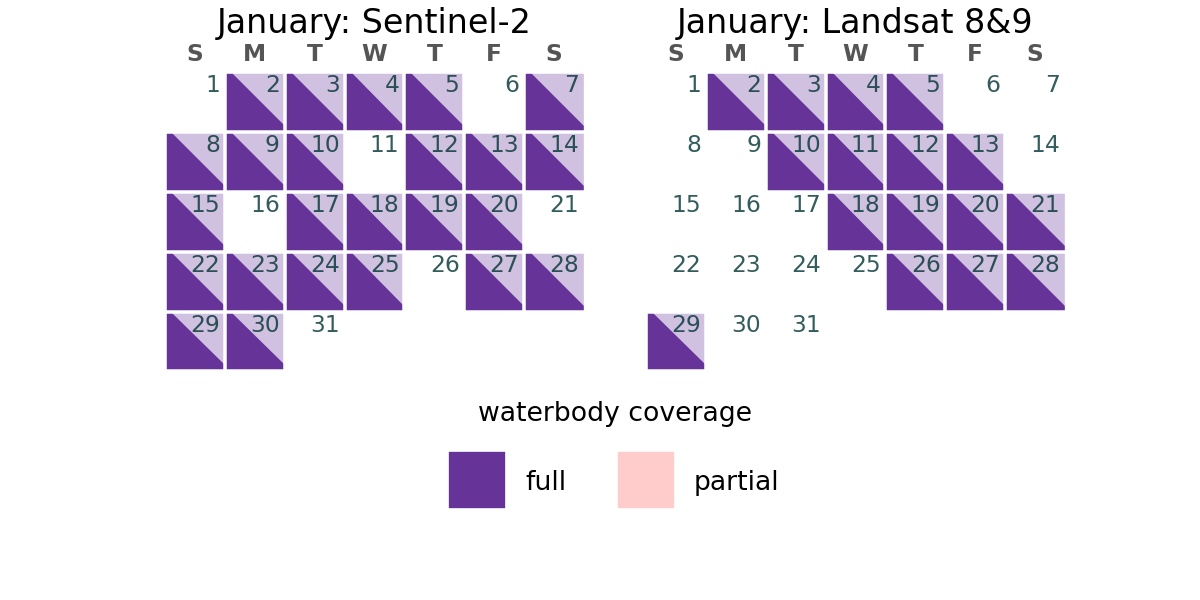 January: Sentinel-2
S M T W T F S
1 2 3 4 5 6 7
8 9 10 11 12 13 14
15 16 17 18 19 20 21
22 23 24 25 26 27 28
29 30 31
January: Landsat 8&9
S M T W T F S
1 2 3 4 5 6 7
8 9 10 11 12 13 14
15 16 17 18 19 20 21
22 23 24 25 26 27 28
29 30 31
waterbody coverage
full
partial